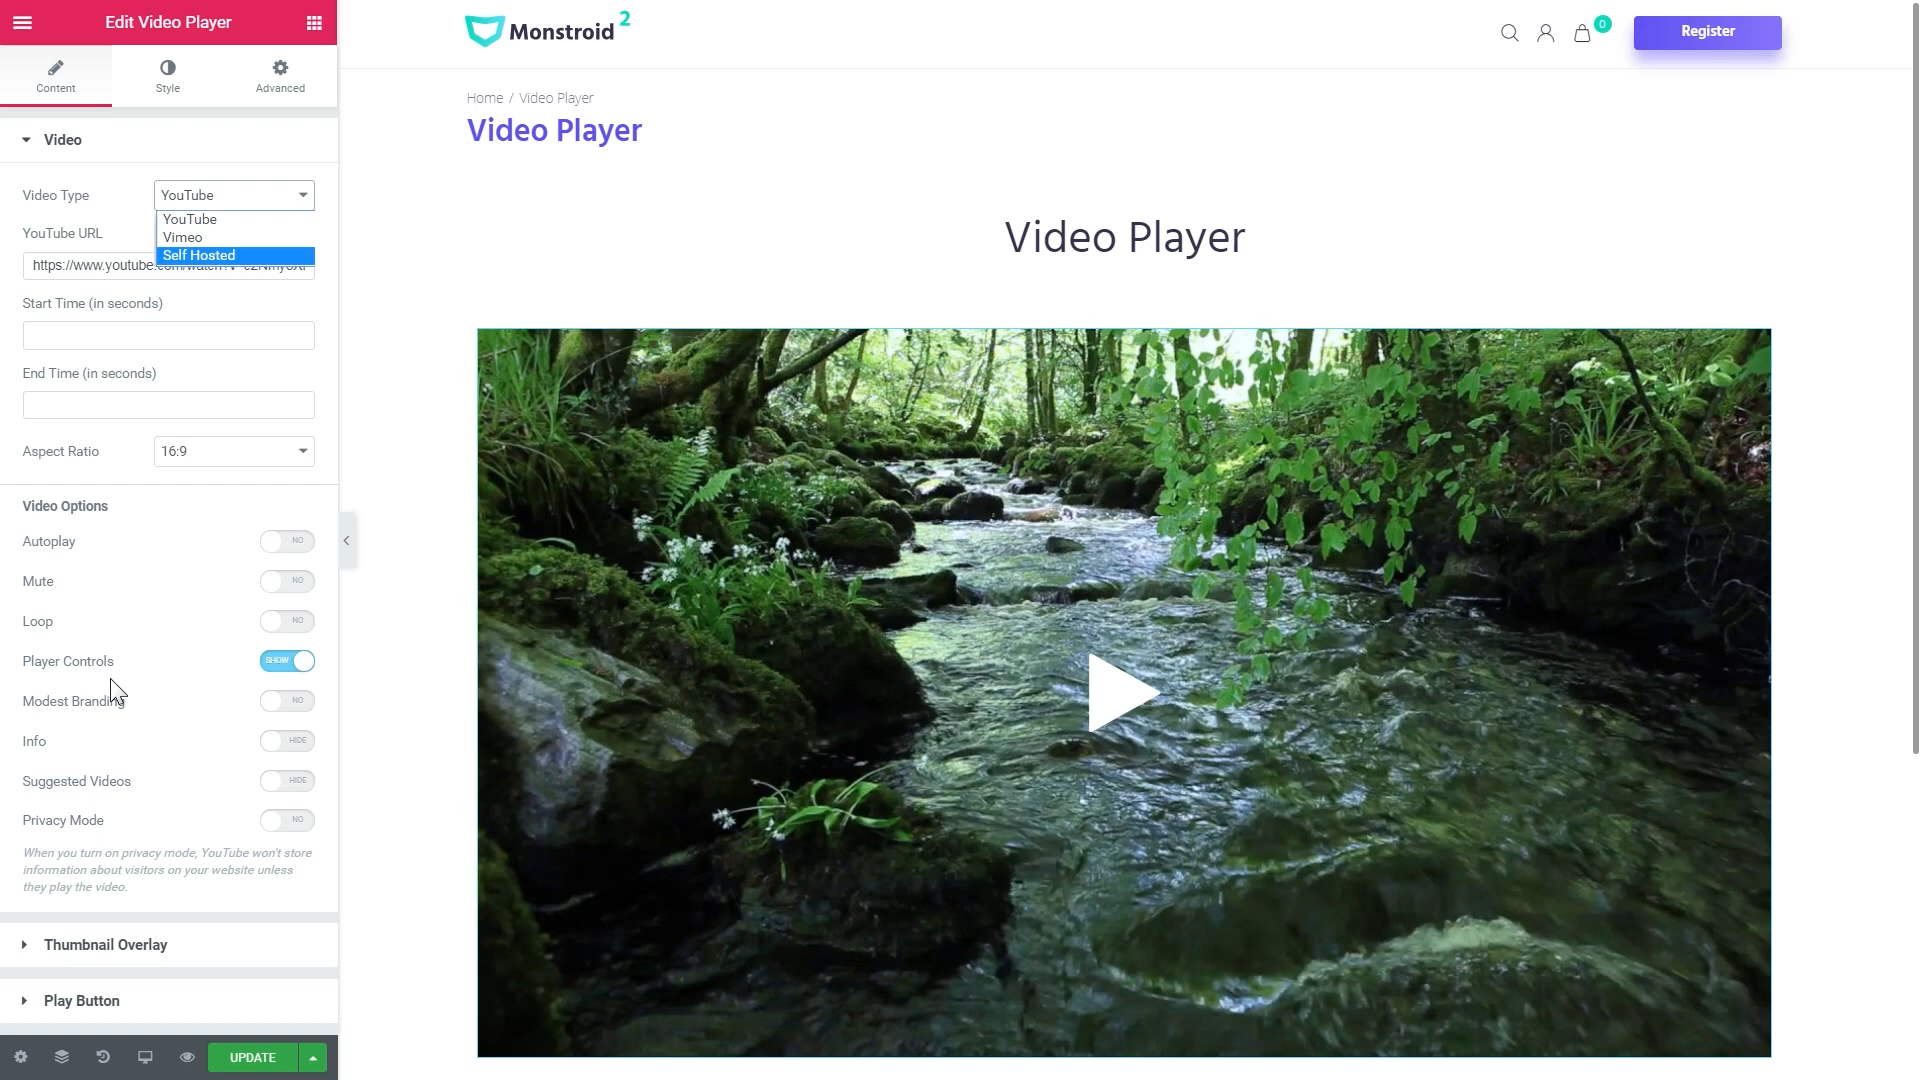 Edit Video Player
Content
Style
Advanced
Video
Video Type
YouTube
YouTube
Vimeo
Self Hosted
YouTube URL
Start Time (in seconds)
End Time (in seconds)
Aspect Ratio
16:9
Video Options
Autoplay
NO
Mute
NO
Loop
NO
Player Controls
SHOW
Modest Branding
NO
Info
HIDE
Suggested Videos
HIDE
Privacy Mode
NO
When you turn on privacy mode, YouTube won't store
information about visitors on your website unless
they play the video.
Thumbnail Overlay
Play Button
UPDATE
Monstroid 2
0
Register
Home / Video Player
Video Player
Video Player